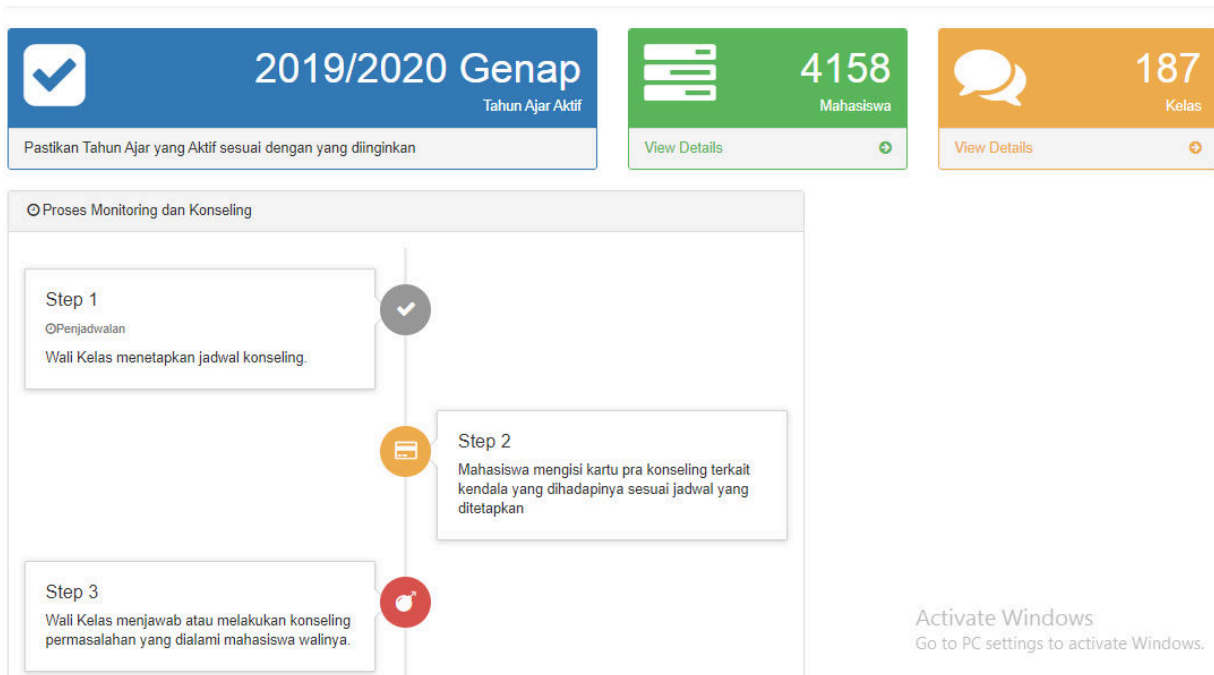 2019/2020 Genap
Tahun Ajar Aktif
Pastikan Tahun Ajar yang Aktif sesuai dengan yang diinginkan
4158
Mahasiswa
View Details
187
Kelas
View Details
Proses Monitoring dan Konseling
Step 1
Penjadwalan
Wali Kelas menetapkan jadwal konseling.
Step 2
Mahasiswa mengisi kartu pra konseling terkait
kendala yang dihadapinya sesuai jadwal yang
ditetapkan
Step 3
Wali Kelas menjawab atau melakukan konseling
permasalahan yang dialami mahasiswa walinya.
Activate Windows
Go to PC settings to activate Windows.